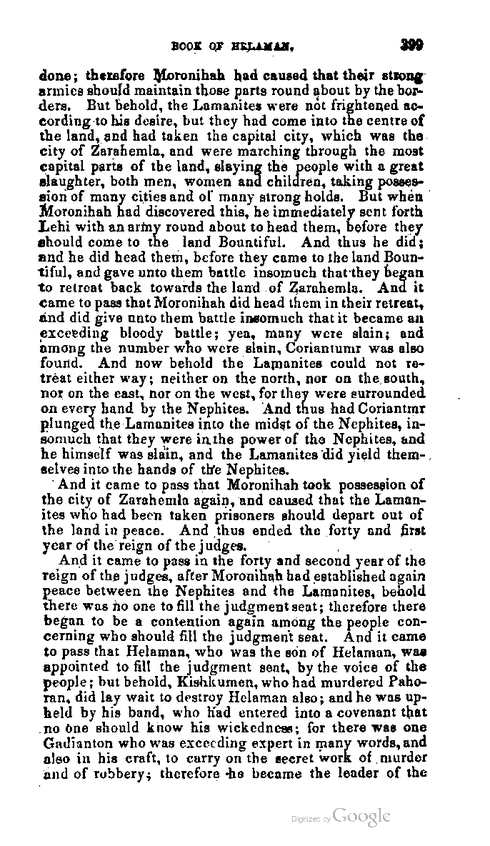 BOOK OF HELAMAN. 399
done; therefore Moronihah had caused that their strong
armies should maintain those parts round about by the bor-
ders. But behold, the Lamanites were not frightened ac-
cording to his desire, but they had come into the centre of
the land, and had taken the capital city, which was the
city of Zarahemla, and were marching through the most
capital parts of the land, slaying the people with a great
slaughter, both men, women and children, taking posses-
sion of many cities and of many strong holds. But when
Moronihah had discovered this, he immediately sent forth
Lehi with an army round about to head them, before they
should come to the land Bountiful. And thus he did;
and he did head them, before they came to the land Boun-
tiful, and gave unto them battle insomuch that they began
to retreat back towards the land of Zarahemla. And it
came to pass that Moronihah did head them in their retreat,
and did give unto them battle insomuch that it became an
exceeding bloody battle; yea, many were slain; and
among the number who were slain, Coriantumr was also
found. And now behold the Lamanites could not re-
treat either way; neither on the north, nor on the south,
nor on the east, nor on the west, for they were surrounded
on every hand by the Nephites. And thus had Coriantmr
plunged the Lamanites into the midst of the Nephites, in-
somuch that they were in the power of the Nephites, and
he himself was slain, and the Lamanites did yield them-
selves into the hands of the Nephites.
And it came to pass that Moronihah took possession of
the city of Zarahemla again, and caused that the Laman-
ites who had been taken prisoners should depart out of
the land in peace. And thus ended the forty and first
year of the reign of the judges.
And it came to pass in the forty and second year of the
reign of the judges, after Moronihah had established again
peace between the Nephites and the Lamanites, behold
there was no one to fill the judgment seat; therefore there
began to be a contention again among the people con-
cerning who should fill the judgment seat. And it came
to pass that Helaman, who was the son of Helaman, was
appointed to fill the judgment seat, by the voice of the
people; but behold, Kishkumen, who had murdered Paho-
ran, did lay wait to destroy Helaman also; and he was up-
held by his band, who had entered into a covenant that
no one should know his wickedness; for there was one
Gadianton who was exceeding expert in many words, and
also in his craft, to carry on the secret work of murder
and of robbery; therefore he became the leader of the
Digitized by Google